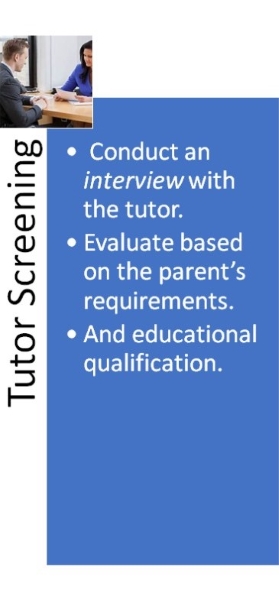 Tutor Screening
• Conduct an
interview with
the tutor.
• Evaluate based
on the parent's
requirements.
• And educational
qualification.